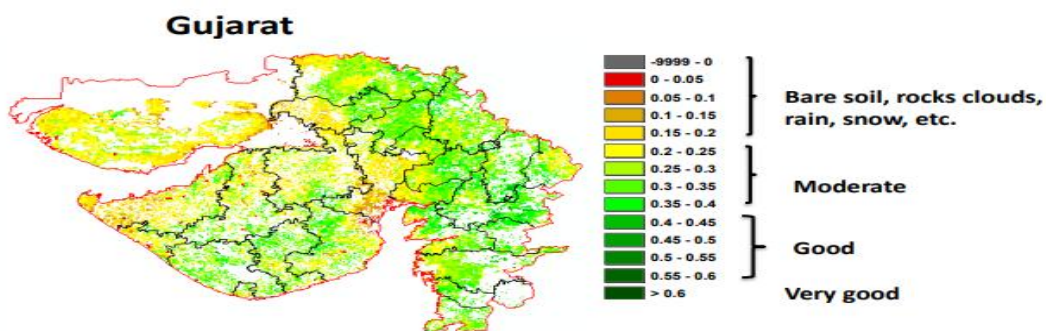 Gujarat
-9999 - 0
0 - 0.05
0.05 - 0.1
0.1 - 0.15
0.15 - 0.2
0.2 - 0.25
0.25 - 0.3
0.3 - 0.35
0.35 - 0.4
0.4 - 0.45
0.45 - 0.5
0.5 - 0.55
0.55 - 0.6
> 0.6
Bare soil, rocks clouds,
rain, snow, etc.
Moderate
Good
Very good